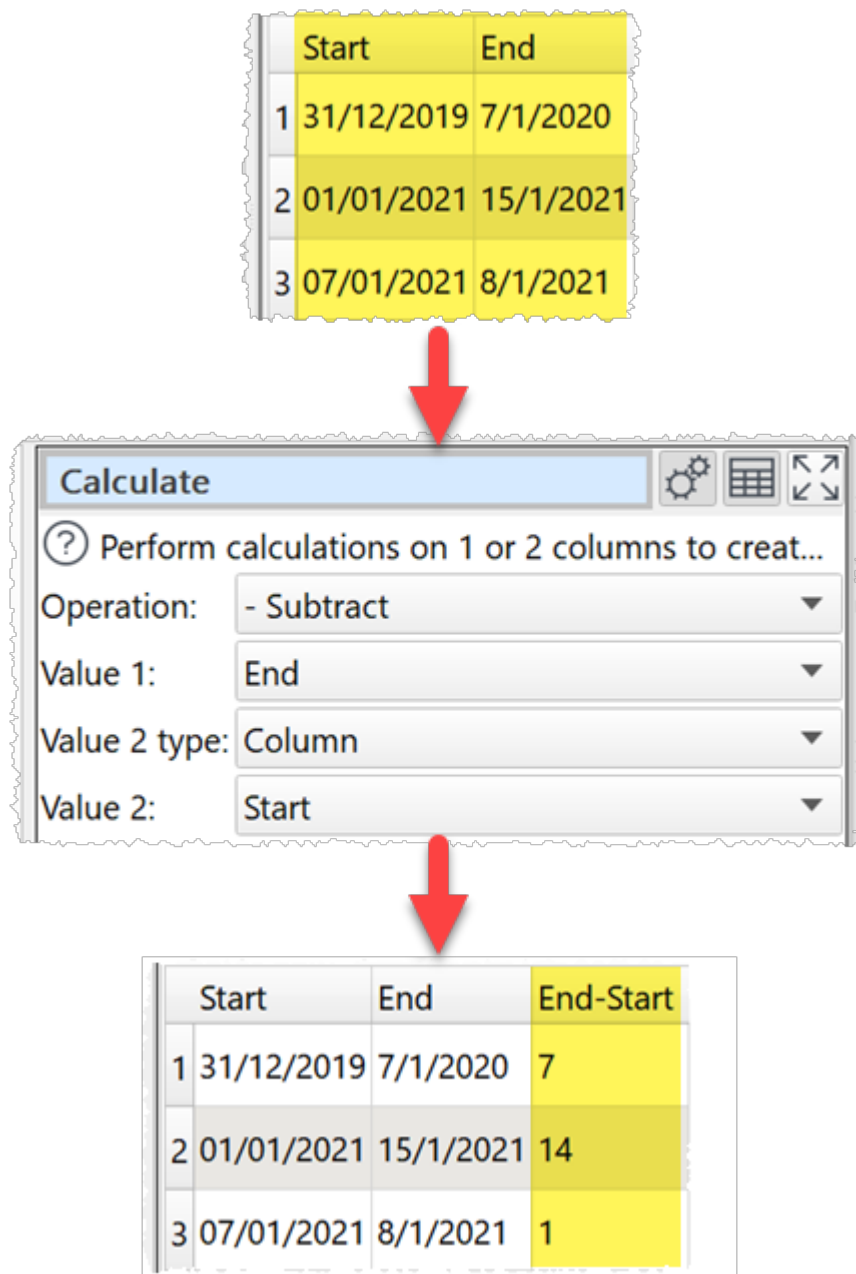 Start End
1 31/12/2019 7/1/2020
2 01/01/2021 15/1/2021
3 07/01/2021 8/1/2021
Calculate
? Perform calculations on 1 or 2 columns to creat...
Operation: - Subtract
Value 1: End
Value 2 type: Column
Value 2: Start
Start End End-Start
1 31/12/2019 7/1/2020 7
2 01/01/2021 15/1/2021 14
3 07/01/2021 8/1/2021 1